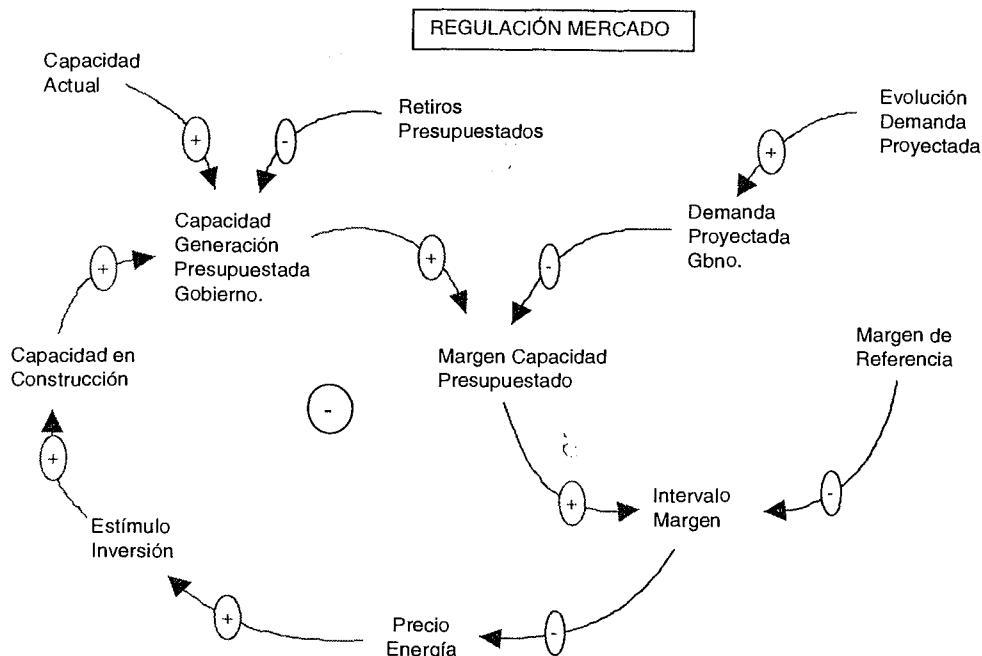 REGULACIÓN MERCADO
Capacidad
Actual
+
-
Retiros
Presupuestados
Evolución
Demanda
Proyectada
+
Capacidad
Generación
Presupuestada
Gobierno.
+
-
Demanda
Proyectada
Gbno.
+
Capacidad en
Construcción
Margen Capacidad
Presupuestado
Margen de
Referencia
-
+
+
Intervalo
Margen
-
Estímulo
Inversión
+
Precio
Energía
-